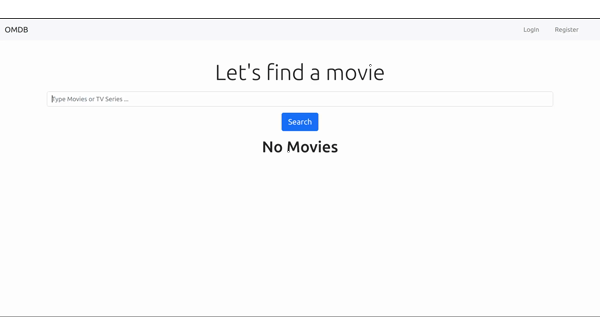 OMDB Login Register
Let's find a movie
Type Movies or TV Series ...
Search
No Movies